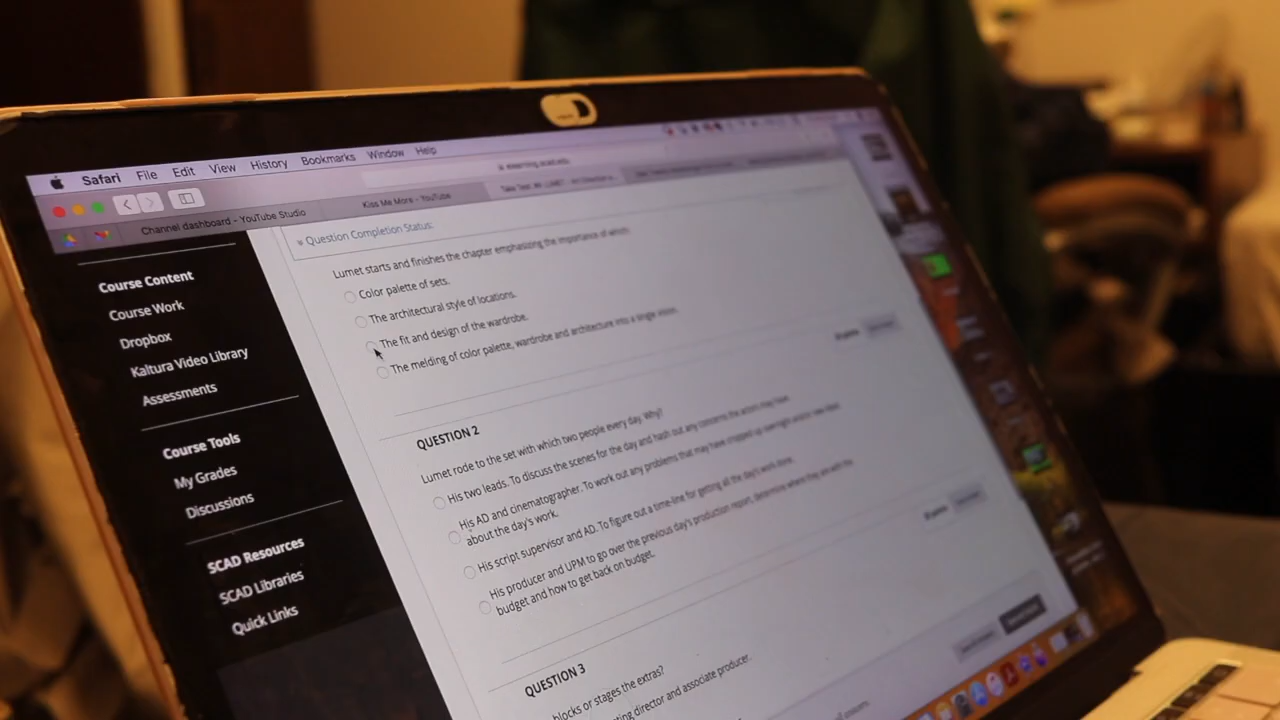 Safari File Edit View History Bookmarks Window Help
Channel dashboard - YouTube Studio
Kiss Me More - YouTube
Course Content
Course Work
Dropbox
Kaltura Video Library
Assessments
Course Tools
My Grades
Discussions
SCAD Resources
SCAD Libraries
Quick Links
Question Completion Status:
Lumet starts and finishes the chapter emphasizing the importance of which
Color palette of sets.
The architectural style of locations.
The fit and design of the wardrobe.
The melding of color palette, wardrobe and architecture into a single vision.
QUESTION 2
Lumet rode to the set with which two people every day. Why?
His two leads. To discuss the scenes for the day and hash out any concerns the actors may have.
His AD and cinematographer. To work out any problems that may have cropped up overnight and/or new ideas
about the day's work.
His script supervisor and AD. To figure out a time-line for getting all the day's work done.
His producer and UPM to go over the previous day's production report, determine where they are with the
budget and how to get back on budget.
QUESTION 3
blocks or stages the extras?
director and associate producer.